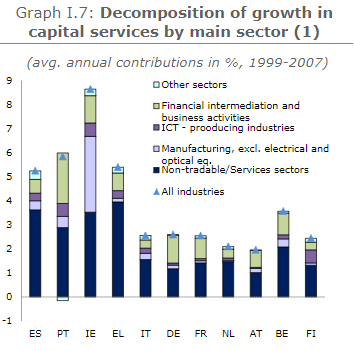 Graph I.7: Decomposition of growth in
capital services by main sector (1)
(avg. annual contributions in %, 1999-2007)
9
8
7
6
5
4
3
2
1
0
-1
Other sectors
Financial intermediation and
business activities
ICT - prooducing industries
Manufacturing, excl. electrical and
optical eq.
Non-tradable/Services sectors
All industries
ES PT IE EL IT DE FR NL AT BE FI